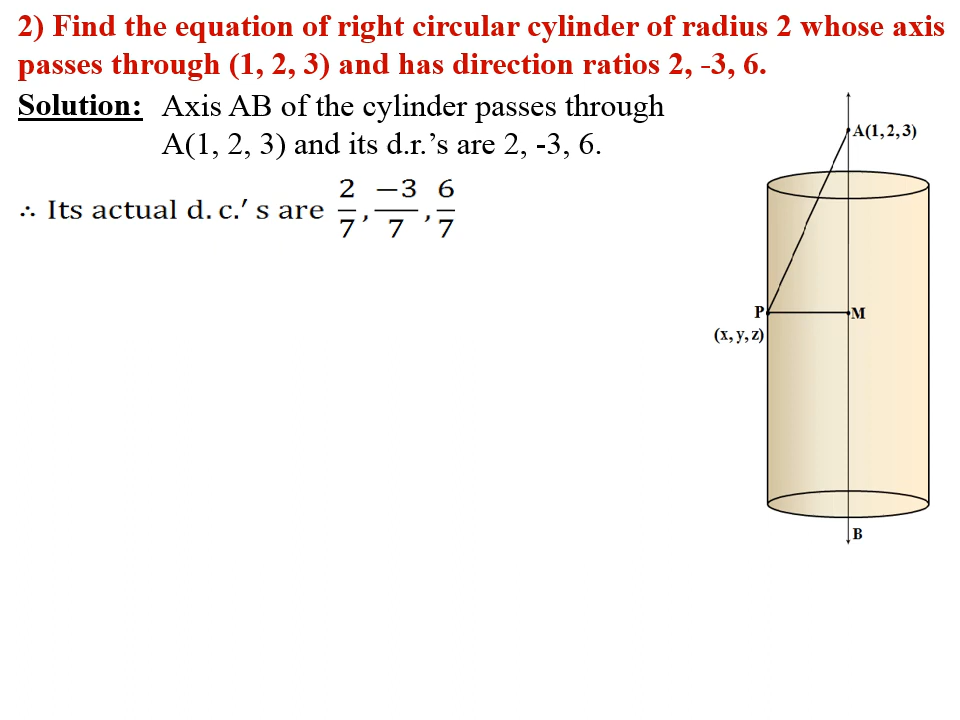 2) Find the equation of right circular cylinder of radius 2 whose axis
passes through (1, 2, 3) and has direction ratios 2, -3, 6.
Solution: Axis AB of the cylinder passes through
A(1, 2, 3) and its d.r.’s are 2, -3, 6.
∴ Its actual d. c.′ s are 2/7, −3/7, 6/7
A(1, 2, 3)
P
M
(x, y, z)
B